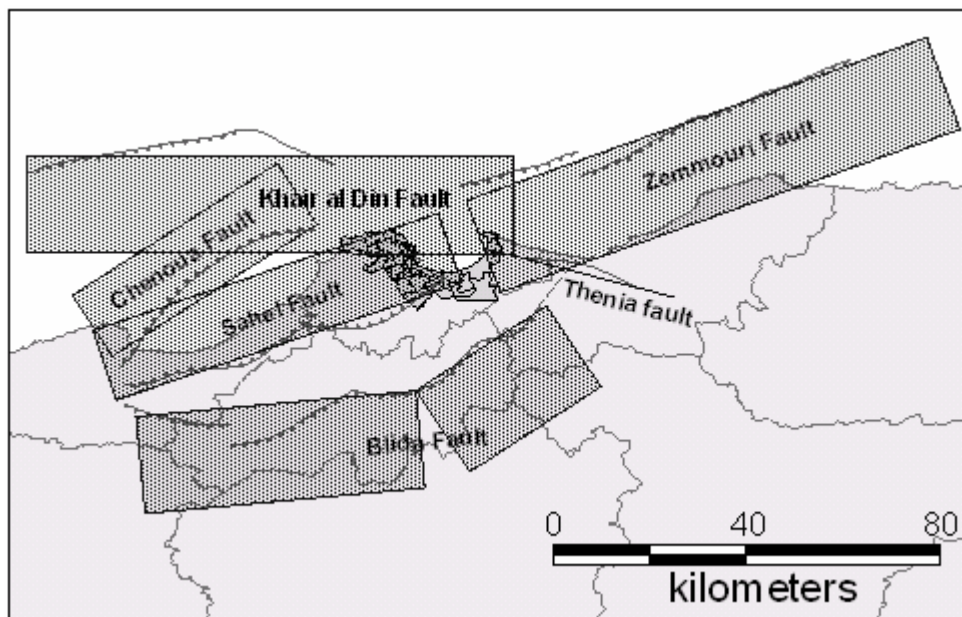 Zemmouri Fault
Khair al Din Fault
Chenoua Fault
Sahel Fault
Thenia fault
Blida Fault
0 40 80
kilometers